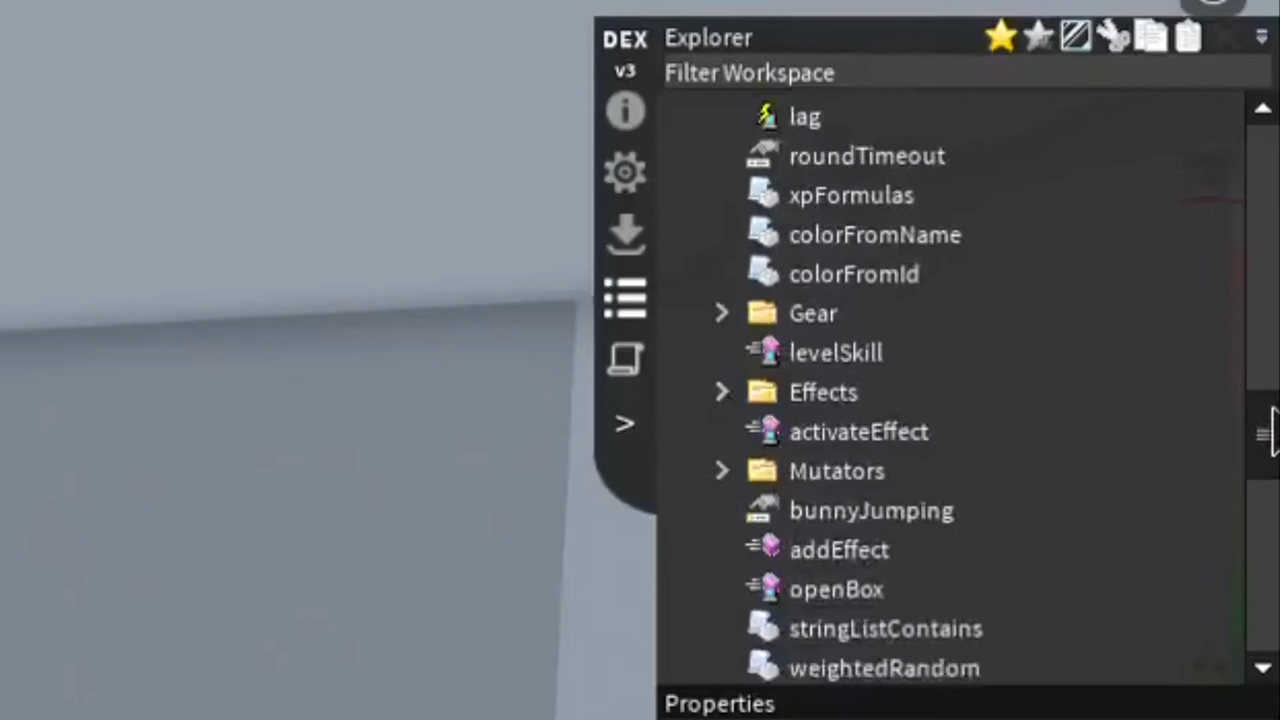 DEX Explorer
v3
Filter Workspace
lag
roundTimeout
xpFormulas
colorFromName
colorFromId
Gear
levelSkill
Effects
activateEffect
Mutators
bunnyJumping
addEffect
openBox
stringListContains
weightedRandom
Properties